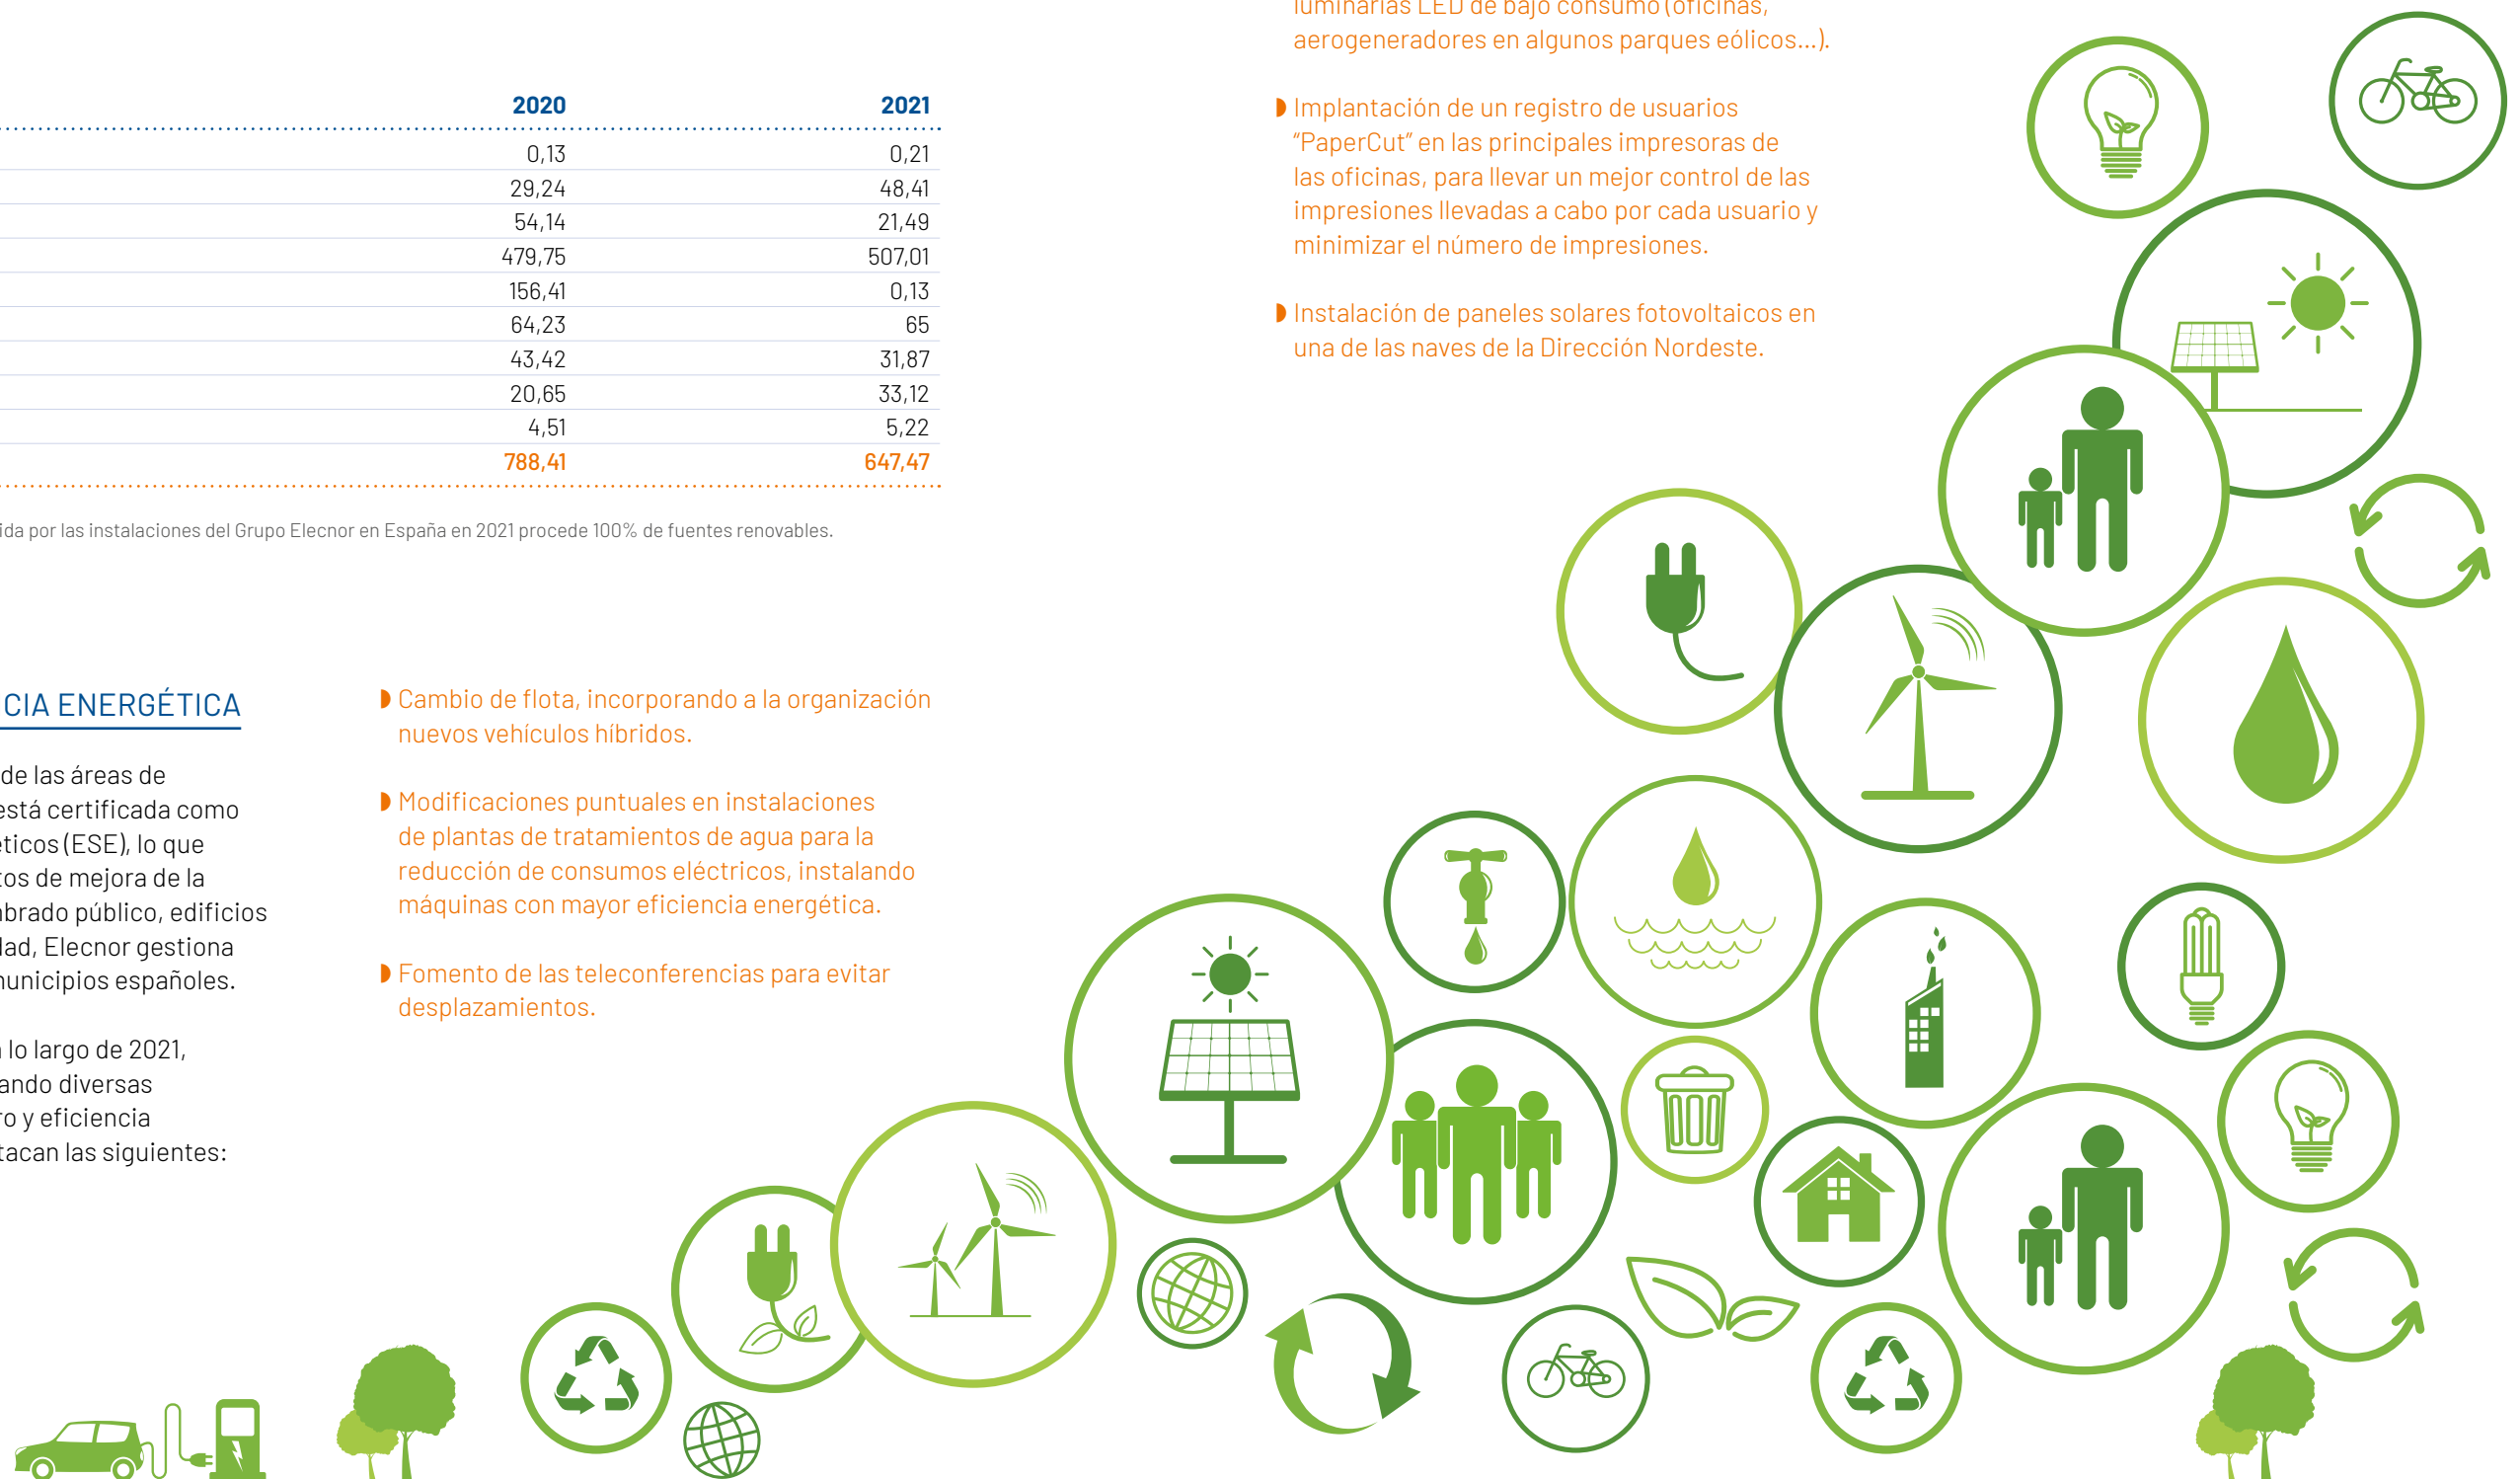 2020 2021
0,13 0,21
29,24 48,41
54,14 21,49
479,75 507,01
156,41 0,13
64,23 65
43,42 31,87
20,65 33,12
4,51 5,22
788,41 647,47
ida por las instalaciones del Grupo Elecnor en España en 2021 procede 100% de fuentes renovables.
CIA ENERGÉTICA
de las áreas de
está certificada como
éticos (ESE), lo que
tos de mejora de la
mbrado público, edificios
dad, Elecnor gestiona
municipios españoles.
a lo largo de 2021,
ando diversas
ro y eficiencia
tacan las siguientes:
Cambio de flota, incorporando a la organización
nuevos vehículos híbridos.
Modificaciones puntuales en instalaciones
de plantas de tratamientos de agua para la
reducción de consumos eléctricos, instalando
máquinas con mayor eficiencia energética.
Fomento de las teleconferencias para evitar
desplazamientos.
luminarias LED de bajo consumo (oficinas,
aerogeneradores en algunos parques eólicos...).
Implantación de un registro de usuarios
“PaperCut” en las principales impresoras de
las oficinas, para llevar un mejor control de las
impresiones llevadas a cabo por cada usuario y
minimizar el número de impresiones.
Instalación de paneles solares fotovoltaicos en
una de las naves de la Dirección Nordeste.